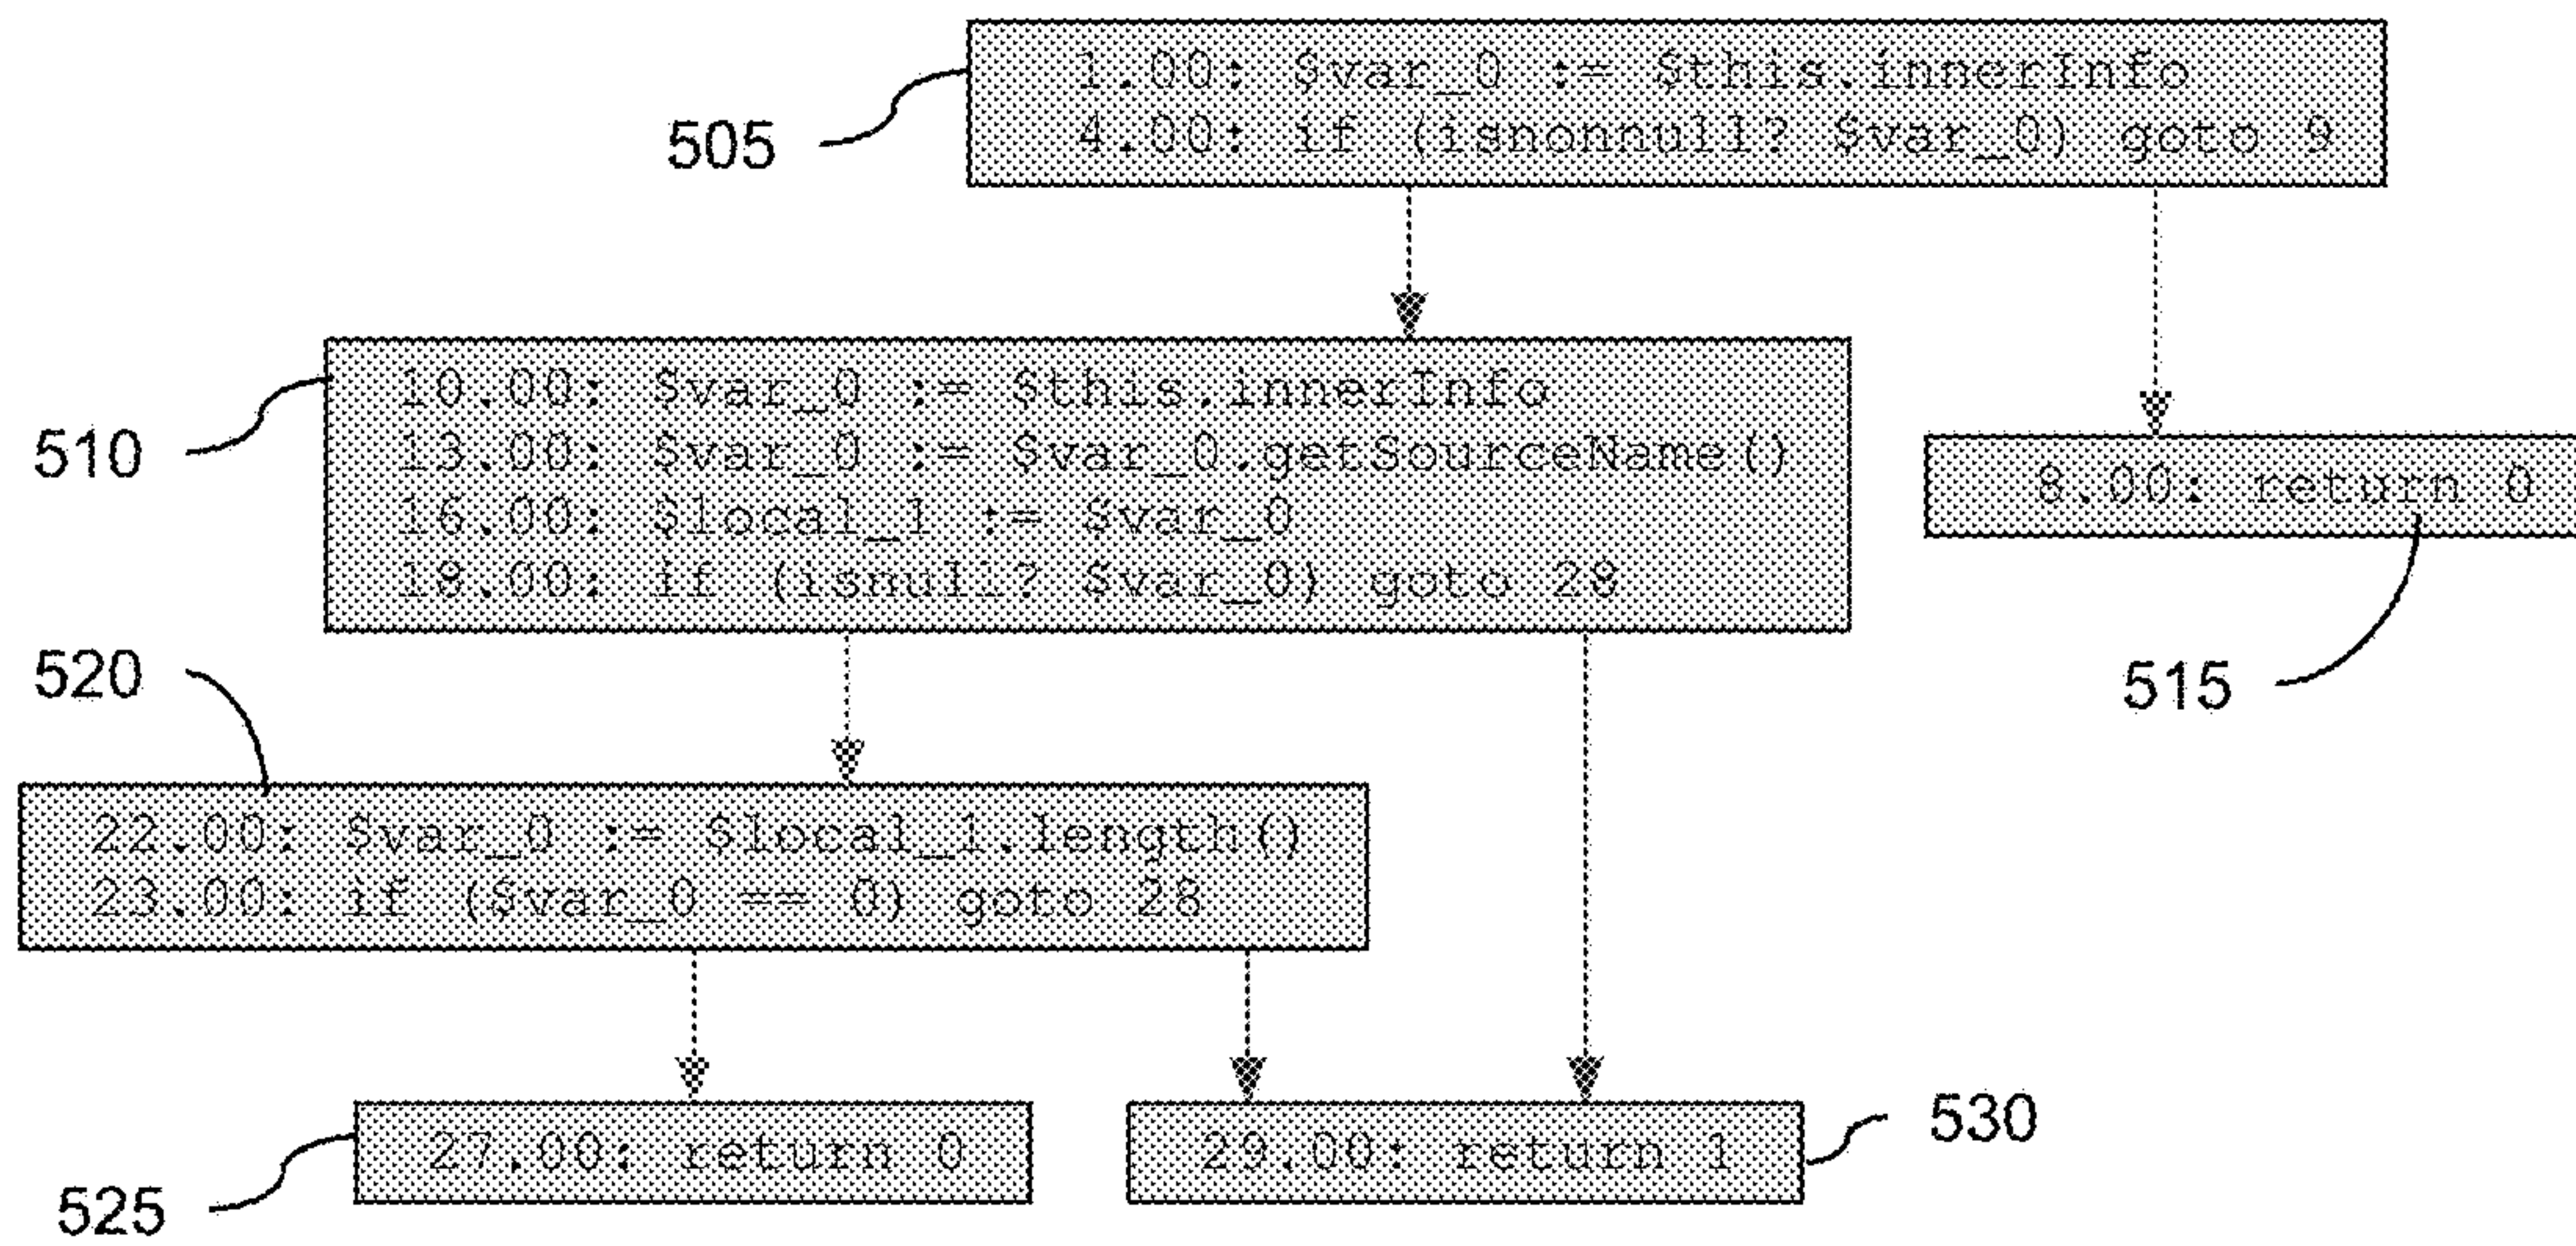 1.00: $var_0 := $this.innerInfo
4.00: if (isnonnull? $var_0) goto 9
505
10.00: $var_0 := $this.innerInfo
13.00: $var_0 := $var_0.getSourceName()
16.00: $local_1 := $var_0
18.00: if (isnull? $var_0) goto 28
510
8.00: return 0
515
520
22.00: $var_0 := $local_1.length()
23.00: if ($var_0 == 0) goto 28
27.00: return 0
525
29.00: return 1
530